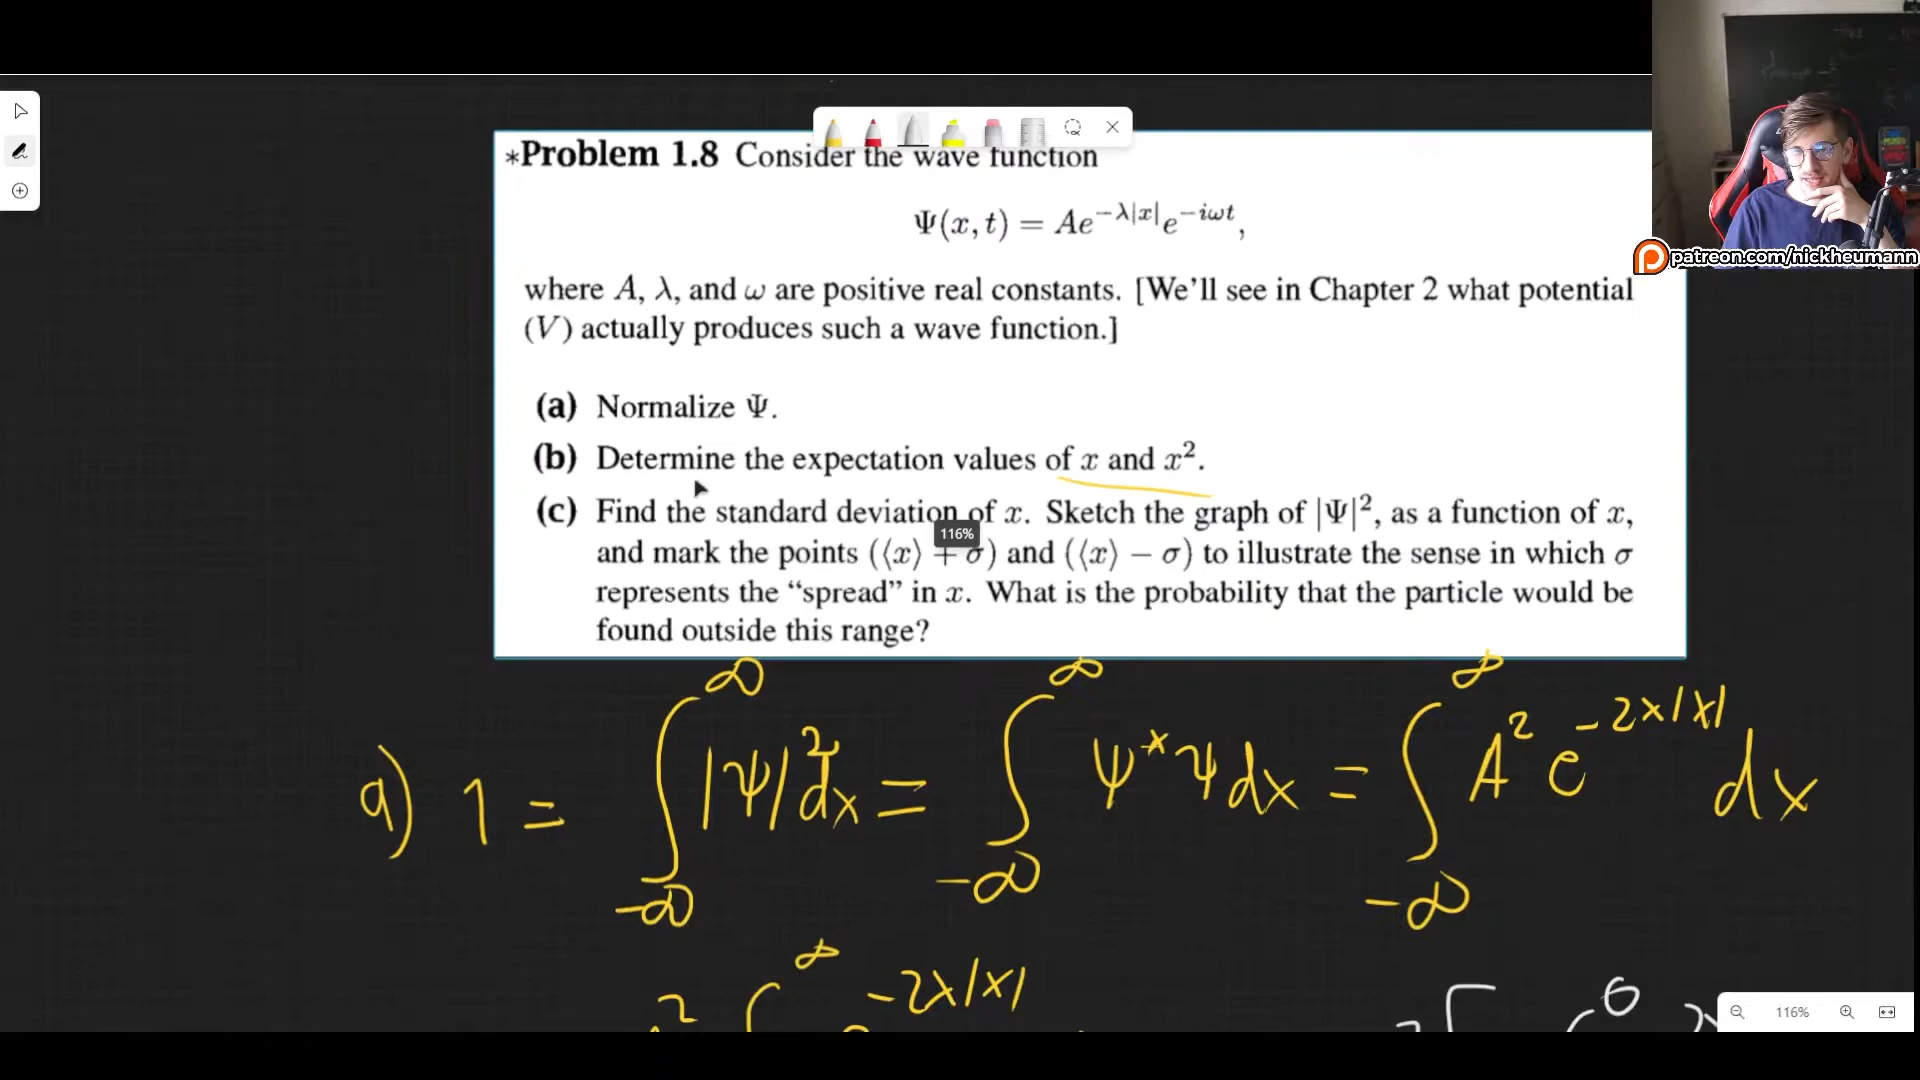 *Problem 1.8 Consider the wave function
Ψ(x, t) = Ae^{−λ|x|}e^{−iωt},
patreon.com/nickheumann
where A, λ, and ω are positive real constants. [We'll see in Chapter 2 what potential
(V) actually produces such a wave function.]
(a) Normalize Ψ.
(b) Determine the expectation values of x and x².
(c) Find the standard deviation of x. Sketch the graph of |Ψ|², as a function of x,
116%
and mark the points (⟨x⟩ + σ) and (⟨x⟩ − σ) to illustrate the sense in which σ
represents the “spread” in x. What is the probability that the particle would be
found outside this range?
a) 1 = ∫_{-∞}^{∞} |Ψ|² dx = ∫_{-∞}^{∞} Ψ*Ψ dx = ∫_{-∞}^{∞} A² e^{-2λ|x|} dx
2 ∫^{∞} e^{-2λ|x|}
116%